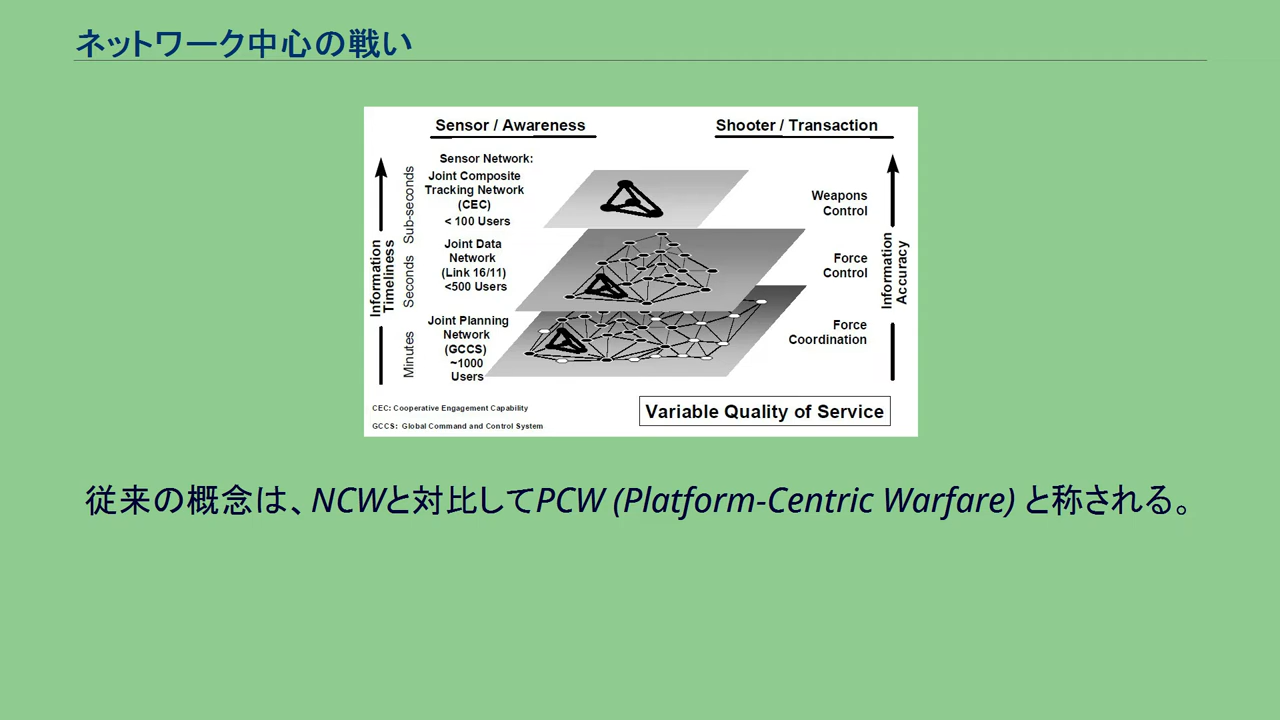 ネットワーク中心の戦い
Sensor / Awareness
Shooter / Transaction
Sensor Network:
Joint Composite
Tracking Network
(CEC)
< 100 Users
Joint Data
Network
(Link 16/11)
<500 Users
Joint Planning
Network
(GCCS)
~1000
Users
Information
Timeliness
Sub-seconds
Seconds
Minutes
Weapons
Control
Force
Control
Force
Coordination
Information
Accuracy
CEC: Cooperative Engagement Capability
GCCS: Global Command and Control System
Variable Quality of Service
従来の概念は、NCWと対比してPCW (Platform-Centric Warfare) と称される。